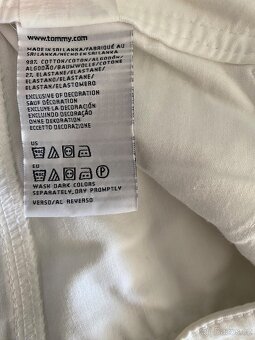 www.tommy.com
MADE IN SRI LANKA/FABRIQUÉ AU
SRI LANKA/FABRICADO EN SRI LANKA
98% COTTON/COTON/ALGODÓN/
ALGODÃO/BAUMWOLLE/COTONE
2% ELASTANE/ELASTANE/
ELASTANO/ELASTANO/
ELASTAN/ELASTOMERO
EXCLUSIVE OF DECORATION
SAUF DÉCORATION
EXCLUYE LA DECORACIÓN
EXCLUINDO DECORAÇÃO
OHNE DEKORATION
ECCETTO DECORAZIONE
US
EU
WASH DARK COLORS
SEPARATELY, DRY PROMPTLY
VERSO/AL REVERSO